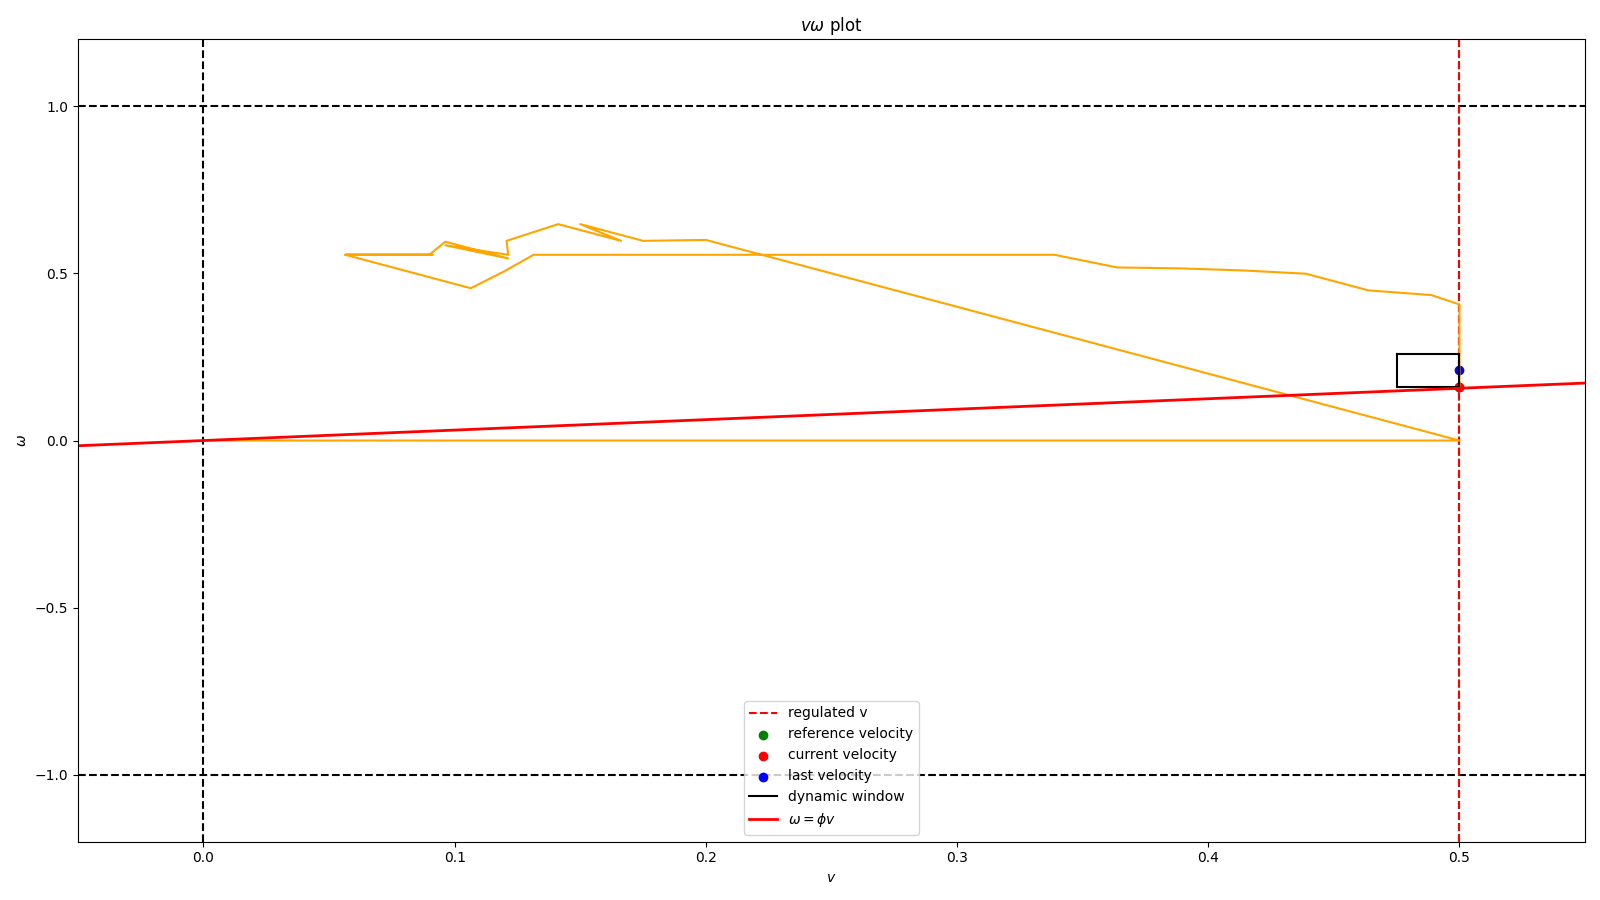 vω plot
1.0
0.5
0.0
−0.5
−1.0
ω
0.0 0.1 0.2 0.3 0.4 0.5
v
regulated v
reference velocity
current velocity
last velocity
dynamic window
ω = ϕv